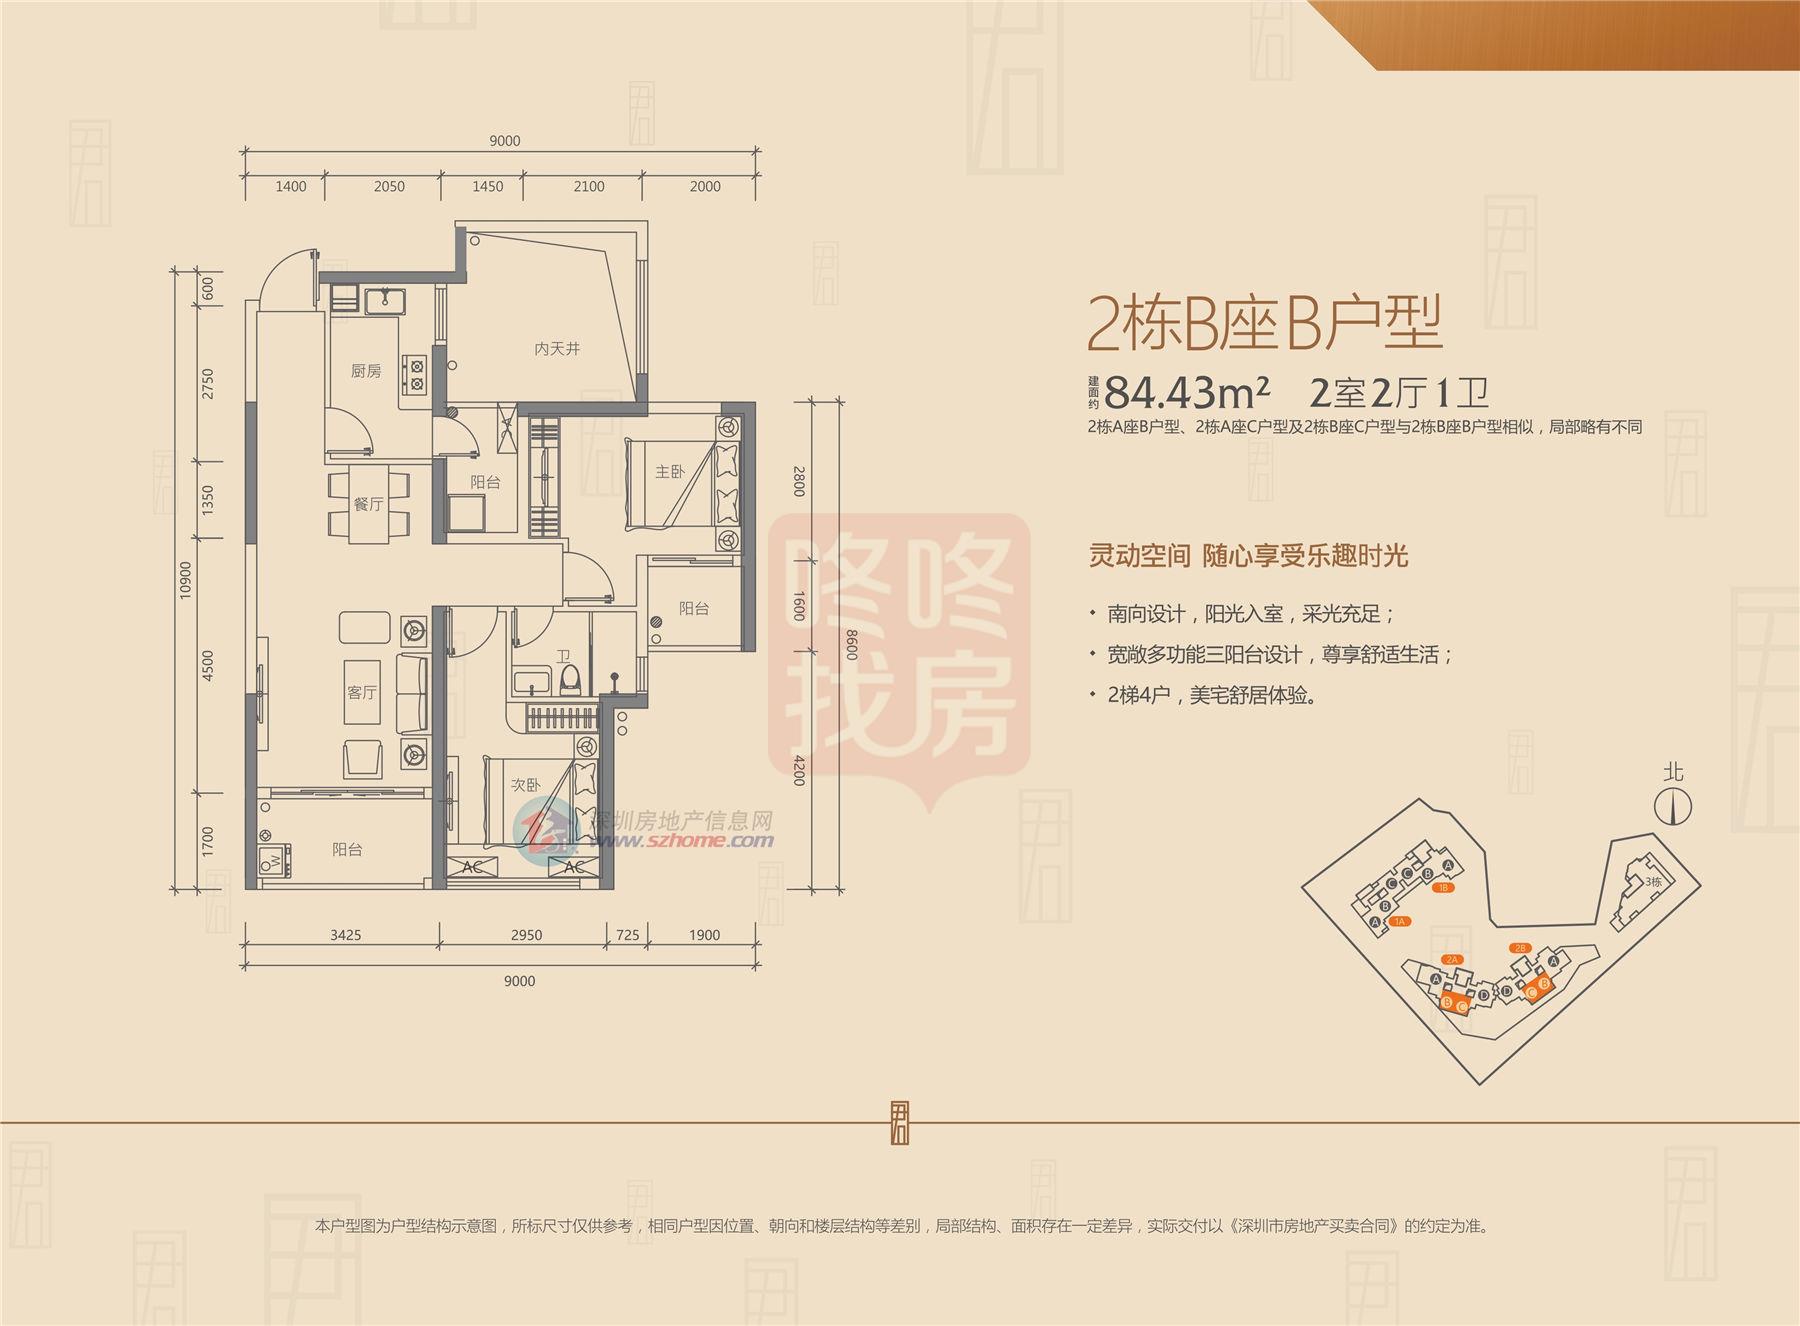 9000
1400 2050 1450 2100 2000
600
2750
1350
4500
1700
10900
2800
1600
4200
8600
3425 2950 725 1900
9000
内天井
厨房
AC
阳台
主卧
餐厅
阳台
卫
客厅
次卧
阳台
W
AC AC
咚咚
找房
深圳房地产信息网
www.szhome.com
2栋B座B户型
建面约84.43m² 2室2厅1卫
2栋A座B户型、2栋A座C户型及2栋B座C户型与2栋B座B户型相似，局部略有不同
灵动空间 随心享受乐趣时光
• 南向设计，阳光入室，采光充足；
• 宽敞多功能三阳台设计，尊享舒适生活；
• 2梯4户，美宅舒居体验。
北
A
B
C
C
1B
B
A
1A
3栋
2B
2A
A
B
C
D
D
C
B
A
本户型图为户型结构示意图，所标尺寸仅供参考，相同户型因位置、朝向和楼层结构等差别，局部结构、面积存在一定差异，实际交付以《深圳市房地产买卖合同》的约定为准。